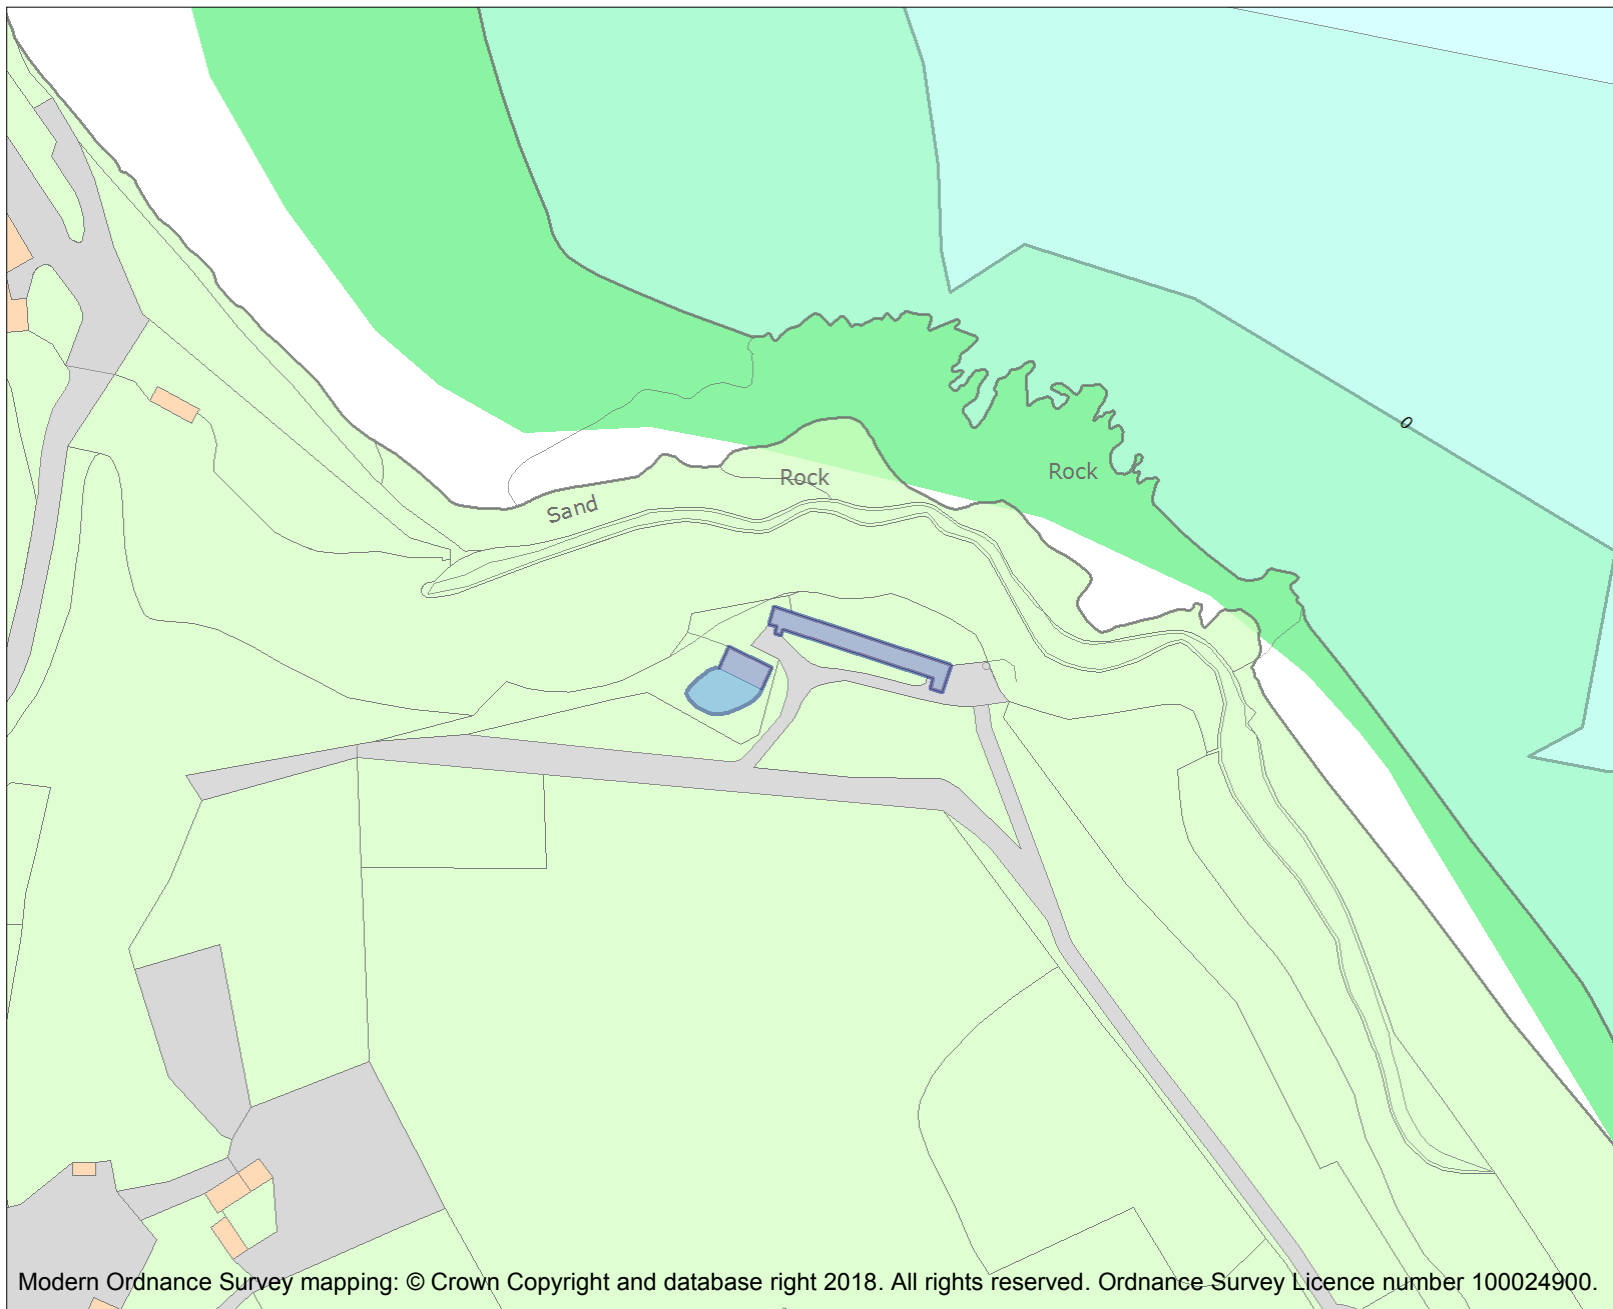 Rock
Rock
Sand
Modern Ordnance Survey mapping: © Crown Copyright and database right 2018. All rights reserved. Ordnance Survey Licence number 100024900.